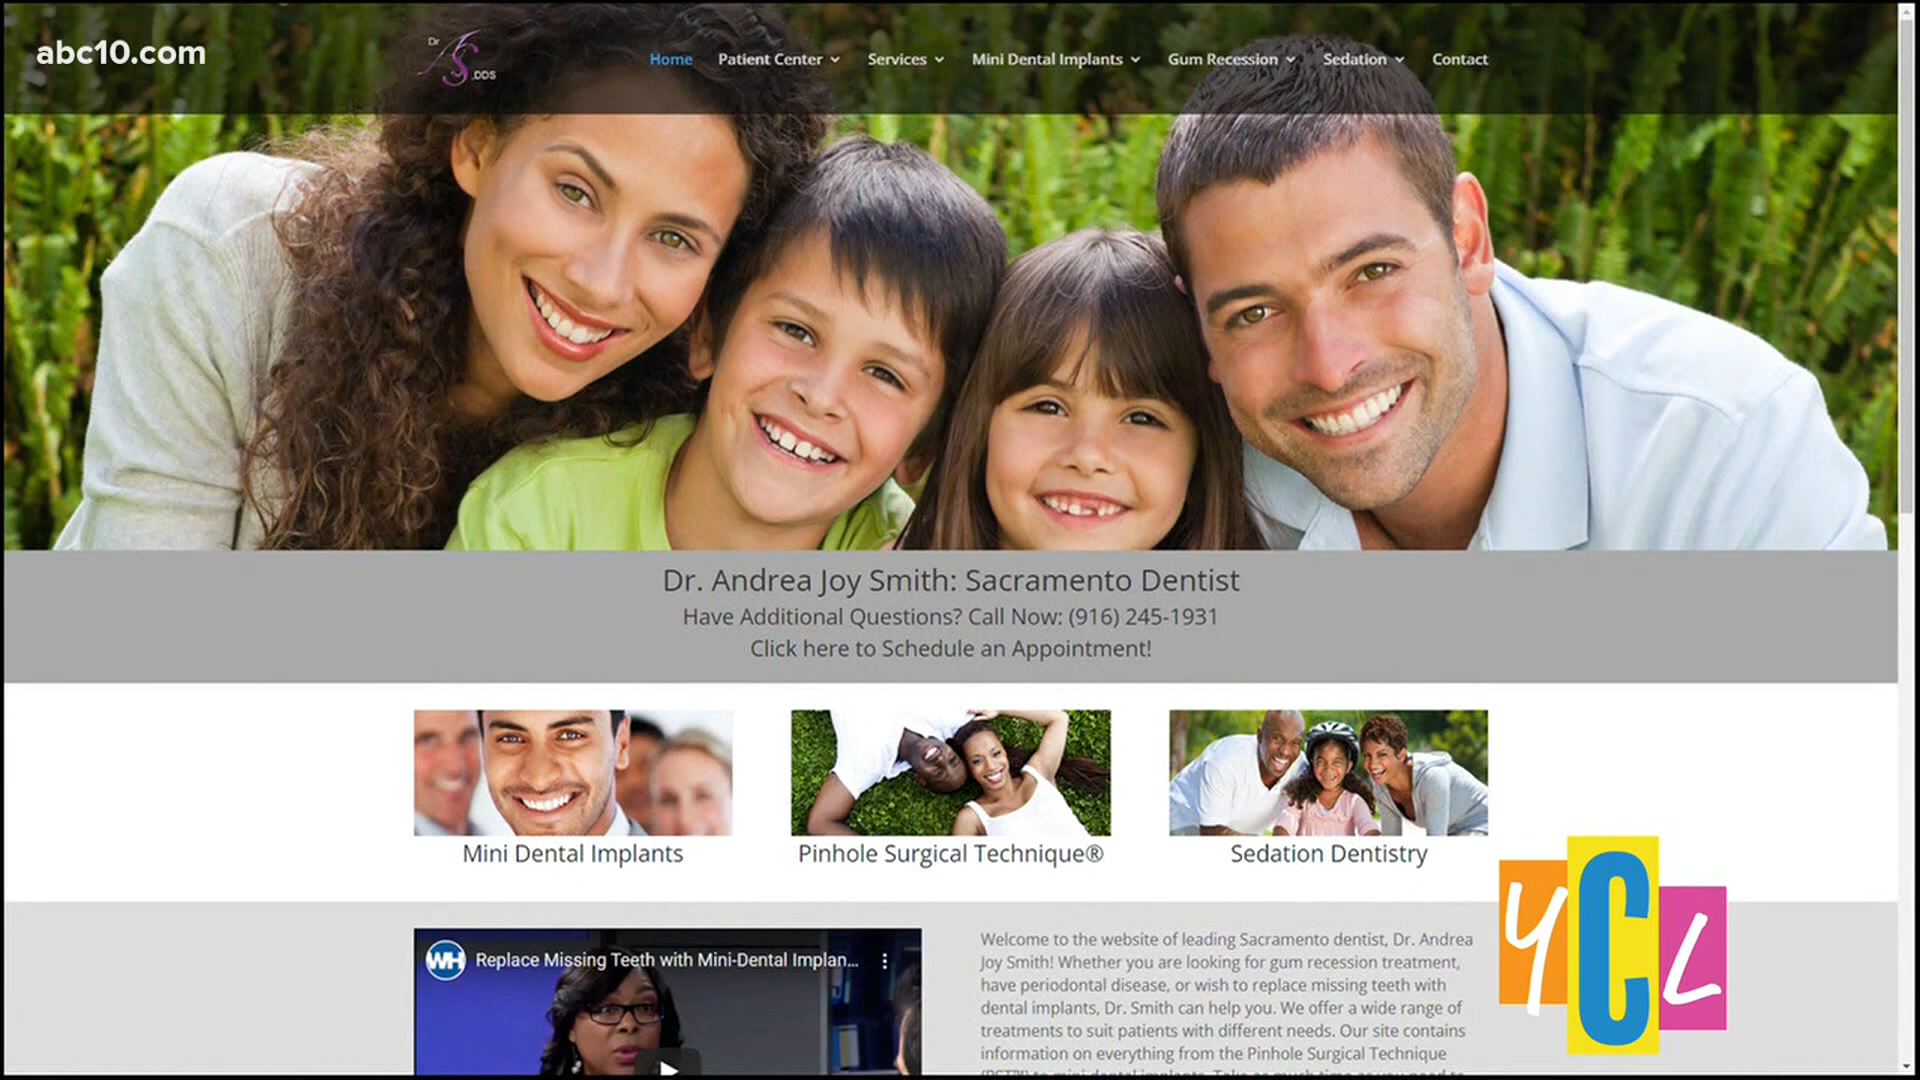 abc10.com
Dr
AJS
.DDS
Home Patient Center Services Mini Dental Implants Gum Recession Sedation Contact
Dr. Andrea Joy Smith: Sacramento Dentist
Have Additional Questions? Call Now: (916) 245-1931
Click here to Schedule an Appointment!
Mini Dental Implants
Pinhole Surgical Technique®
Sedation Dentistry
WH Replace Missing Teeth with Mini-Dental Implan...
Welcome to the website of leading Sacramento dentist, Dr. Andrea
Joy Smith! Whether you are looking for gum recession treatment,
have periodontal disease, or wish to replace missing teeth with
dental implants, Dr. Smith can help you. We offer a wide range of
treatments to suit patients with different needs. Our site contains
information on everything from the Pinhole Surgical Technique
YCL